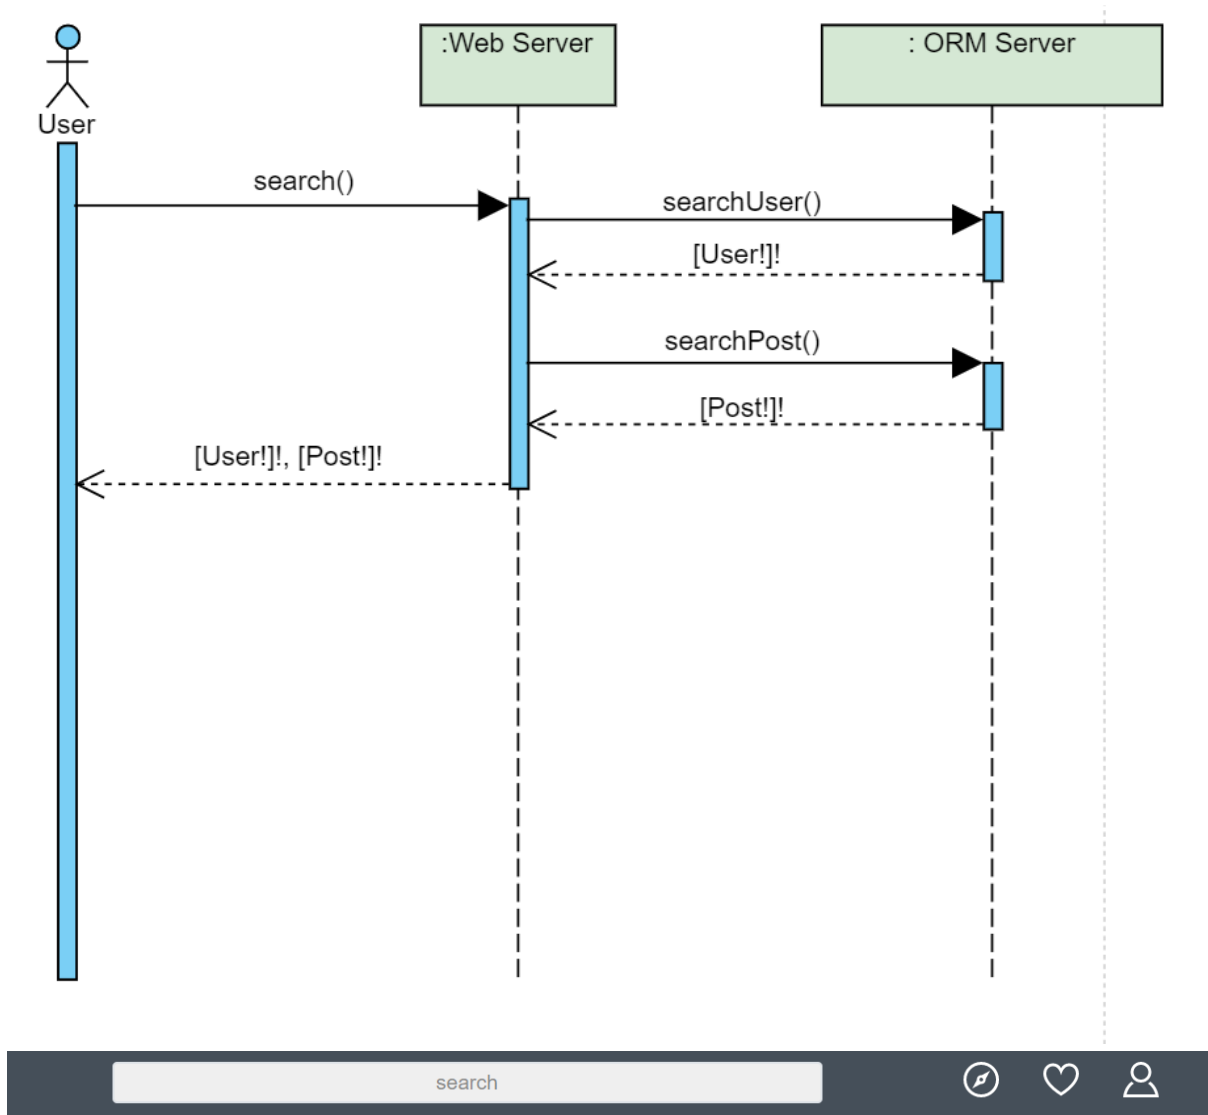 :Web Server
: ORM Server
User
search()
searchUser()
[User!]!
searchPost()
[Post!]!
[User!]!, [Post!]!
search